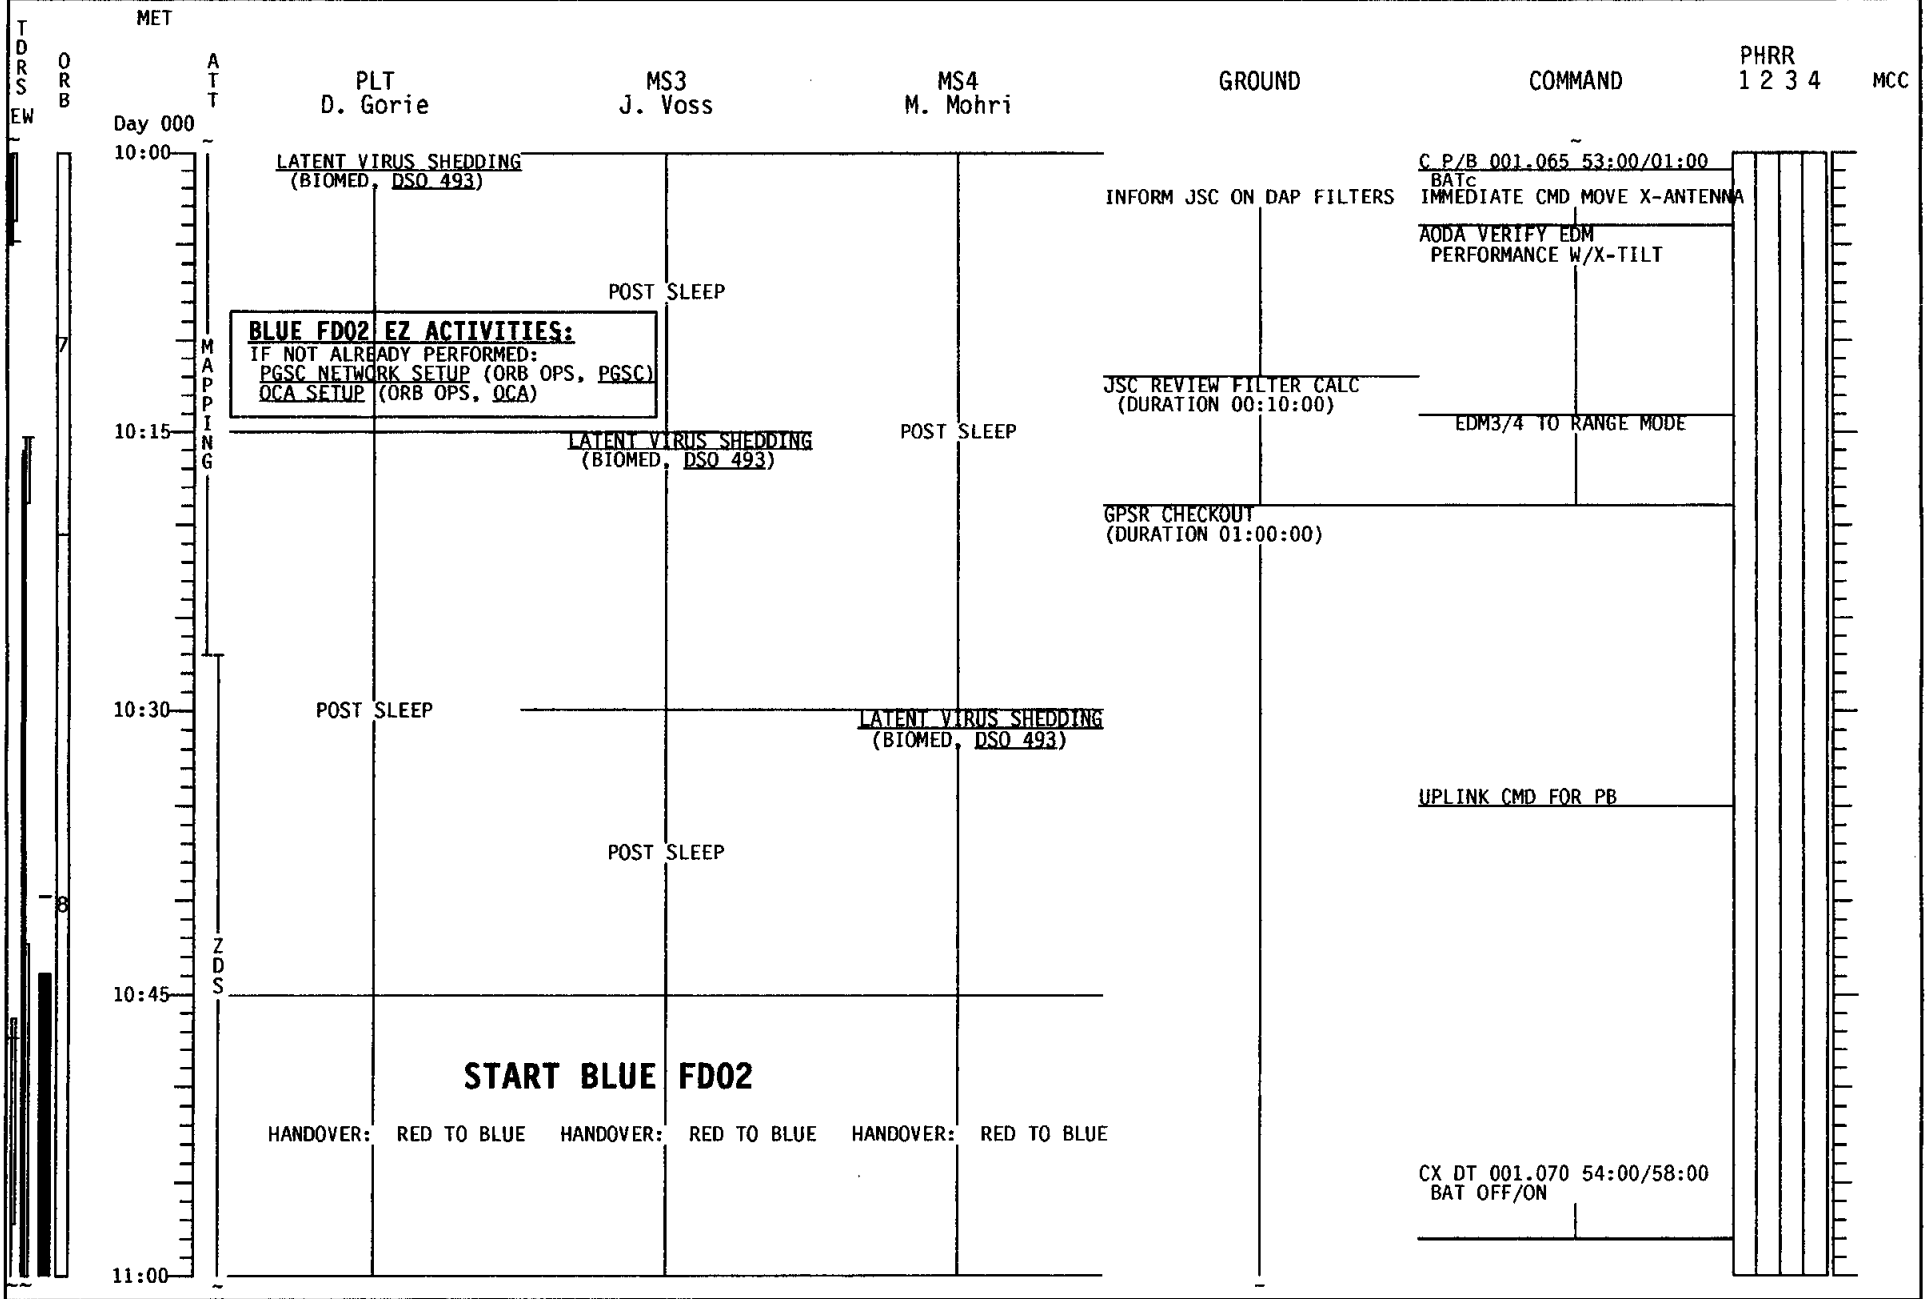 MET
TDRS
EW
ORB
ATT
PLT
D. Gorie
MS3
J. Voss
MS4
M. Mohri
GROUND
COMMAND
PHRR
1 2 3 4
MCC
Day 000
10:00
LATENT VIRUS SHEDDING
(BIOMED, DSO 493)
C P/B 001.065 53:00/01:00
BATc
INFORM JSC ON DAP FILTERS
IMMEDIATE CMD MOVE X-ANTENNA
AODA VERIFY EDM
PERFORMANCE W/X-TILT
POST SLEEP
BLUE FD02 EZ ACTIVITIES:
IF NOT ALREADY PERFORMED:
PGSC NETWORK SETUP (ORB OPS, PGSC)
OCA SETUP (ORB OPS, OCA)
7
MAPPING
JSC REVIEW FILTER CALC
(DURATION 00:10:00)
EDM3/4 TO RANGE MODE
10:15
LATENT VIRUS SHEDDING
(BIOMED, DSO 493)
POST SLEEP
GPSR CHECKOUT
(DURATION 01:00:00)
10:30
POST SLEEP
LATENT VIRUS SHEDDING
(BIOMED, DSO 493)
UPLINK CMD FOR PB
POST SLEEP
8
ZDS
10:45
START BLUE FD02
HANDOVER: RED TO BLUE
HANDOVER: RED TO BLUE
HANDOVER: RED TO BLUE
CX DT 001.070 54:00/58:00
BAT OFF/ON
11:00